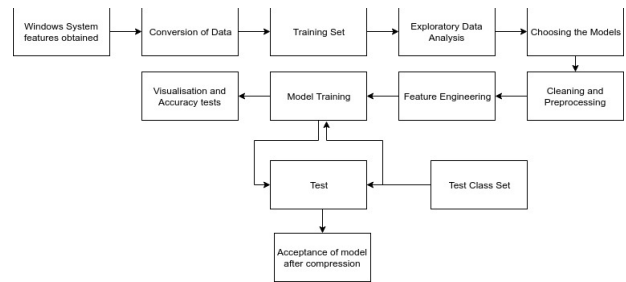 Windows System
features obtained
Conversion of Data
Training Set
Exploratory Data
Analysis
Choosing the Models
Visualisation and
Accuracy tests
Model Training
Feature Engineering
Cleaning and
Preprocessing
Test
Test Class Set
Acceptance of model
after compression